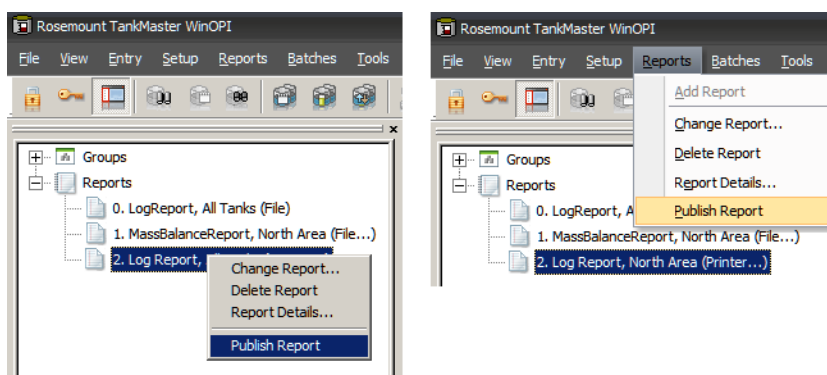 Rosemount TankMaster WinOPI
File View Entry Setup Reports Batches Tools
x
Groups
Reports
0. LogReport, All Tanks (File)
1. MassBalanceReport, North Area (File...)
2. Log Report,
Change Report...
Delete Report
Report Details...
Publish Report
Rosemount TankMaster WinOPI
File View Entry Setup Reports Batches Tools
Add Report
Change Report...
Delete Report
Report Details...
Publish Report
Groups
Reports
0. LogReport, A
1. MassBalanceReport, North Area (File...)
2. Log Report, North Area (Printer...)